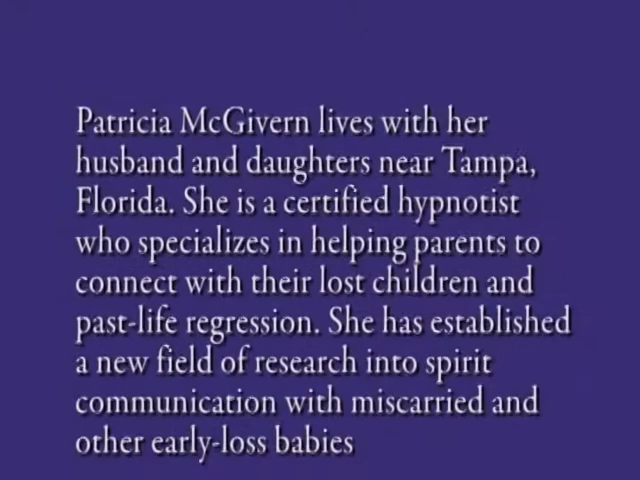 Patricia McGivern lives with her
husband and daughters near Tampa,
Florida. She is a certified hypnotist
who specializes in helping parents to
connect with their lost children and
past-life regression. She has established
a new field of research into spirit
communication with miscarried and
other early-loss babies